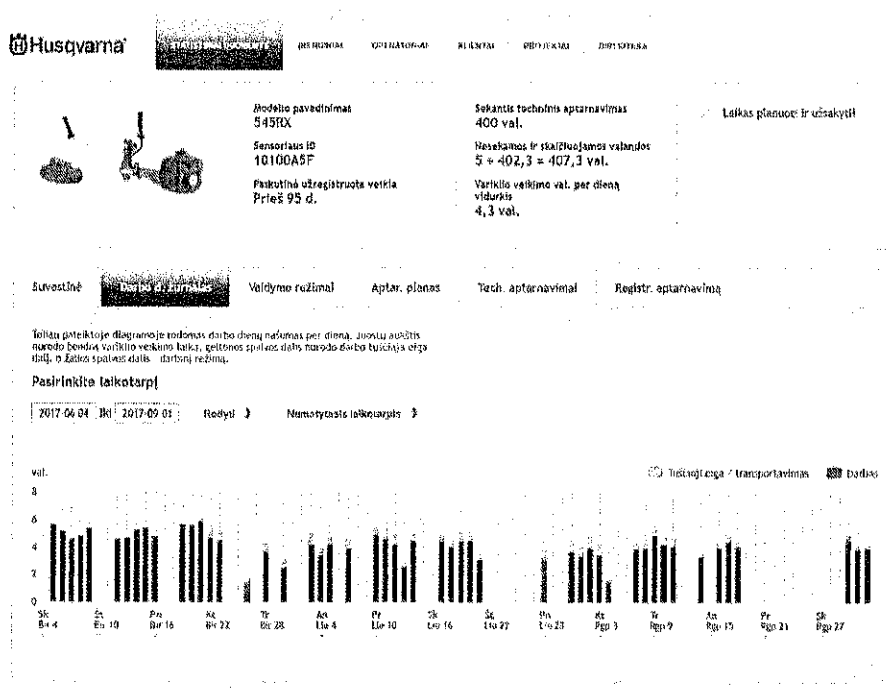 Husqvarna
OPERATORIAI
KLIENTAI
PROJEKTAI
Modelio pavadinimas
545RX
Sensoriaus ID
10100A5F
Paskutinė užregistruota veikla
Prieš 95 d.
Sekantis techninis aptarnavimas
400 val.
Nesekamos ir skaičiuojamos valandos
5 + 402,3 = 407,3 val.
Variklio veikimo val. per dieną
vidurkis
4,3 val.
Laikas planuoti ir užsakyti!
Suvestinė
Darbo d. žurnalas
Valdymo režimai
Aptar. planas
Tech. aptarnavimai
Registr. aptarnavimą
Toliau pateiktoje diagramoje rodomas darbo dienų našumas per dieną. Juostų aukštis
nurodo bendrą variklio veikimo laiką, geltonos spalvos dalis nurodo darbo tuščiąja eiga
dalį, o žalios spalvos dalis - darbinį režimą.
Pasirinkite laikotarpį
2017-06-04 iki 2017-09-01 Rodyti Numatytasis laikotarpis
val.
Tuščioji eiga / transportavimas Darbas
8
6
4
2
0
Sk Št Pn Kt Tr An Pr Sk Št Pn Kt Tr An Pr Sk
Bir 4 Bir 10 Bir 16 Bir 22 Bir 28 Lie 4 Lie 10 Lie 16 Lie 22 Lie 28 Rgp 3 Rgp 9 Rgp 15 Rgp 21 Rgp 27